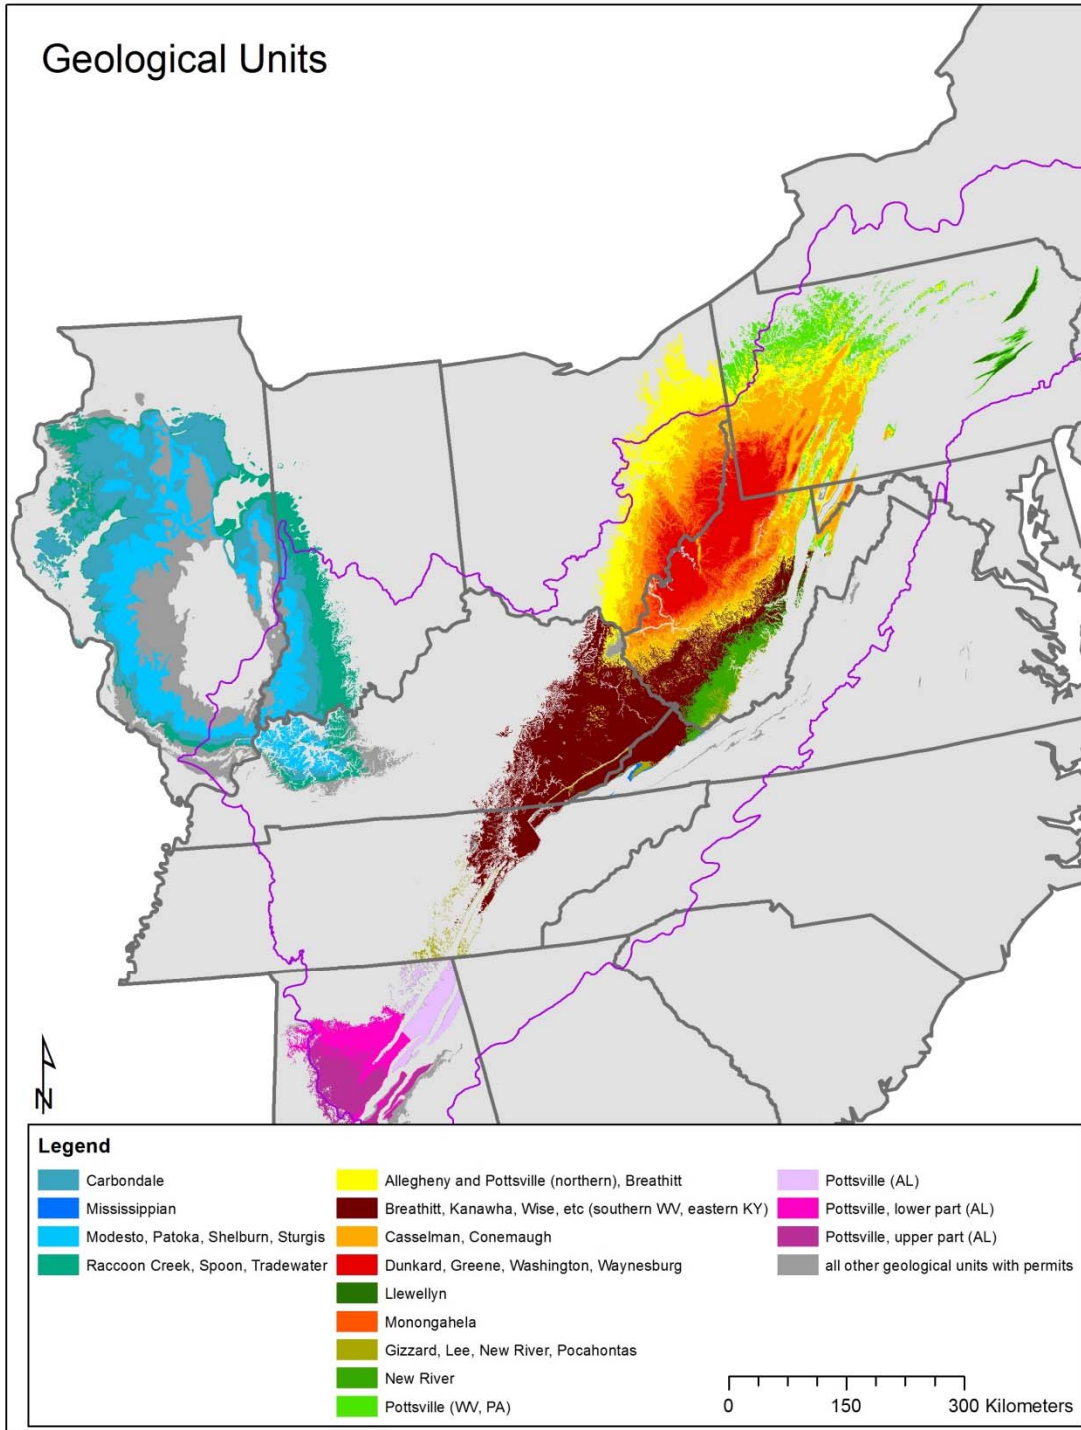 Geological Units
N
Legend
Carbondale
Mississippian
Modesto, Patoka, Shelburn, Sturgis
Raccoon Creek, Spoon, Tradewater
Allegheny and Pottsville (northern), Breathitt
Breathitt, Kanawha, Wise, etc (southern WV, eastern KY)
Casselman, Conemaugh
Dunkard, Greene, Washington, Waynesburg
Llewellyn
Monongahela
Gizzard, Lee, New River, Pocahontas
New River
Pottsville (WV, PA)
Pottsville (AL)
Pottsville, lower part (AL)
Pottsville, upper part (AL)
all other geological units with permits
0 150 300 Kilometers